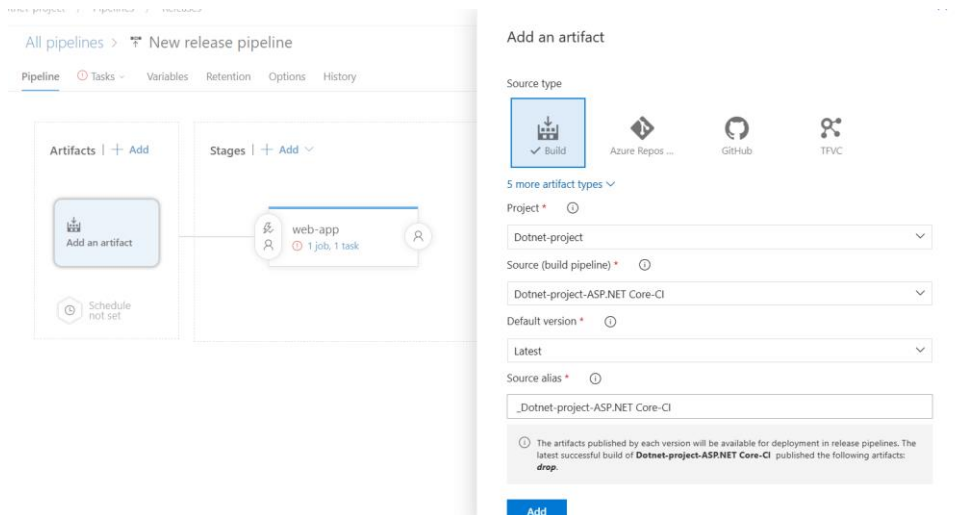 All pipelines > New release pipeline
Pipeline Tasks Variables Retention Options History
Artifacts | + Add
Stages | + Add
Add an artifact
Schedule
not set
web-app
1 job, 1 task
Add an artifact
Source type
Build
Azure Repos ...
GitHub
TFVC
5 more artifact types
Project *
Dotnet-project
Source (build pipeline) *
Dotnet-project-ASP.NET Core-CI
Default version *
Latest
Source alias *
_Dotnet-project-ASP.NET Core-CI
The artifacts published by each version will be available for deployment in release pipelines. The
latest successful build of Dotnet-project-ASP.NET Core-CI published the following artifacts:
drop.
Add